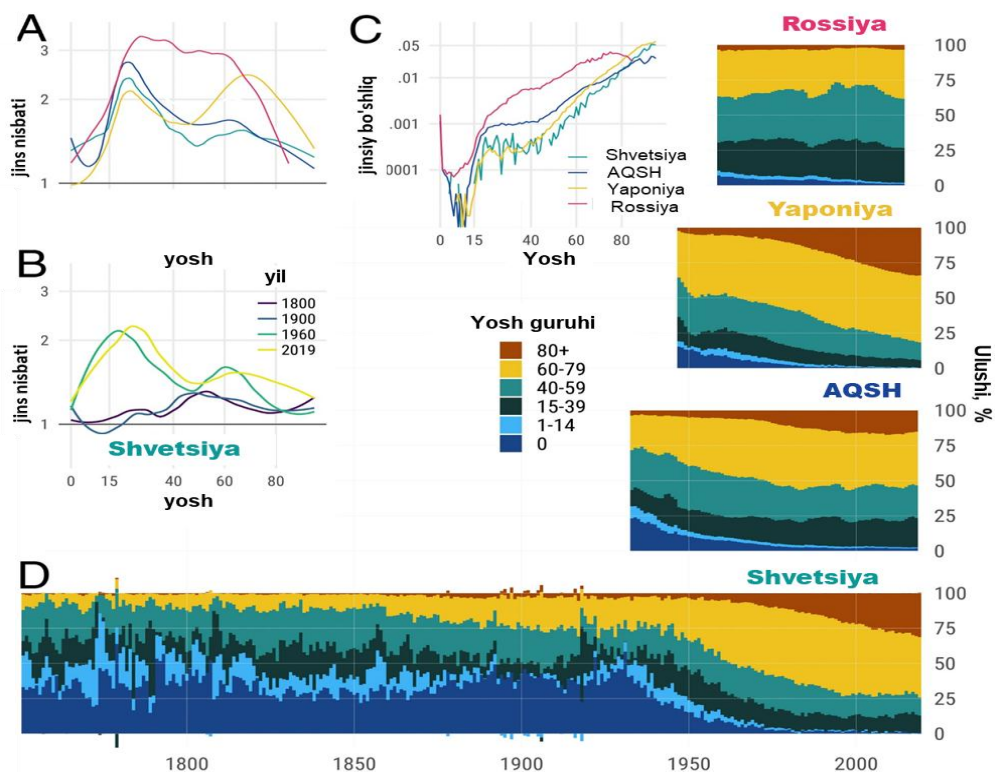 A
jins nisbati
3
2
1
yosh
B
jins nisbati
3
2
1
yil
1800
1900
1960
2019
Shvetsiya
0 15 40 60 80
yosh
C
jinsiy bo'shliq
.05
.01
.001
0001
Shvetsiya
AQSH
Yaponiya
Rossiya
0 15 40 60 80
Yosh
Yosh guruhi
80+
60-79
40-59
15-39
1-14
0
Rossiya
100
75
50
25
0
Yaponiya
100
75
50
25
0
Ulushi, %
AQSH
100
75
50
25
0
D
Shvetsiya
100
75
50
25
0
1800 1850 1900 1950 2000